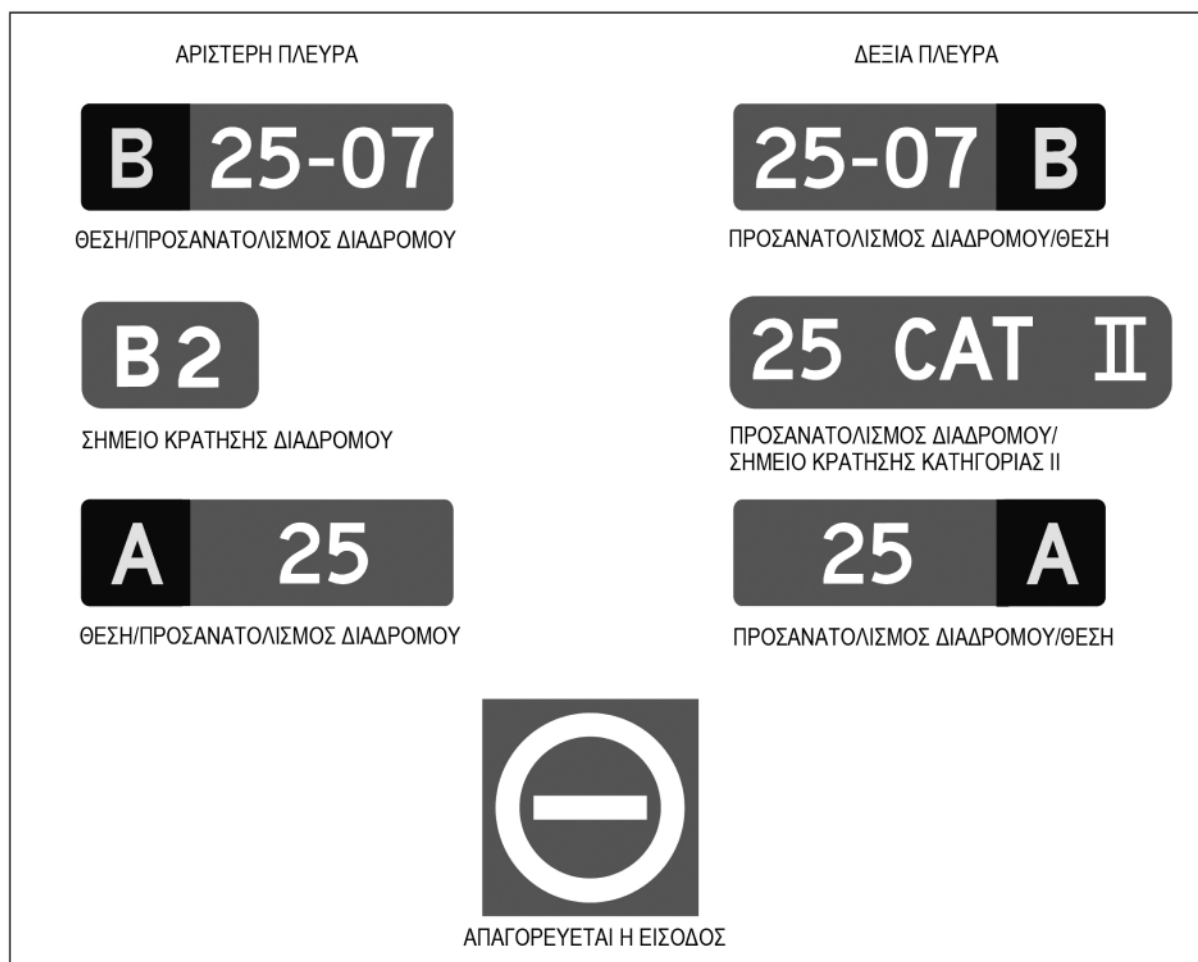 ΑΡΙΣΤΕΡΗ ΠΛΕΥΡΑ
ΔΕΞΙΑ ΠΛΕΥΡΑ
B 25-07
25-07 B
ΘΕΣΗ/ΠΡΟΣΑΝΑΤΟΛΙΣΜΟΣ ΔΙΑΔΡΟΜΟΥ
ΠΡΟΣΑΝΑΤΟΛΙΣΜΟΣ ΔΙΑΔΡΟΜΟΥ/ΘΕΣΗ
B2
25 CAT II
ΣΗΜΕΙΟ ΚΡΑΤΗΣΗΣ ΔΙΑΔΡΟΜΟΥ
ΠΡΟΣΑΝΑΤΟΛΙΣΜΟΣ ΔΙΑΔΡΟΜΟΥ/
ΣΗΜΕΙΟ ΚΡΑΤΗΣΗΣ ΚΑΤΗΓΟΡΙΑΣ II
A 25
25 A
ΘΕΣΗ/ΠΡΟΣΑΝΑΤΟΛΙΣΜΟΣ ΔΙΑΔΡΟΜΟΥ
ΠΡΟΣΑΝΑΤΟΛΙΣΜΟΣ ΔΙΑΔΡΟΜΟΥ/ΘΕΣΗ
ΑΠΑΓΟΡΕΥΕΤΑΙ Η ΕΙΣΟΔΟΣ